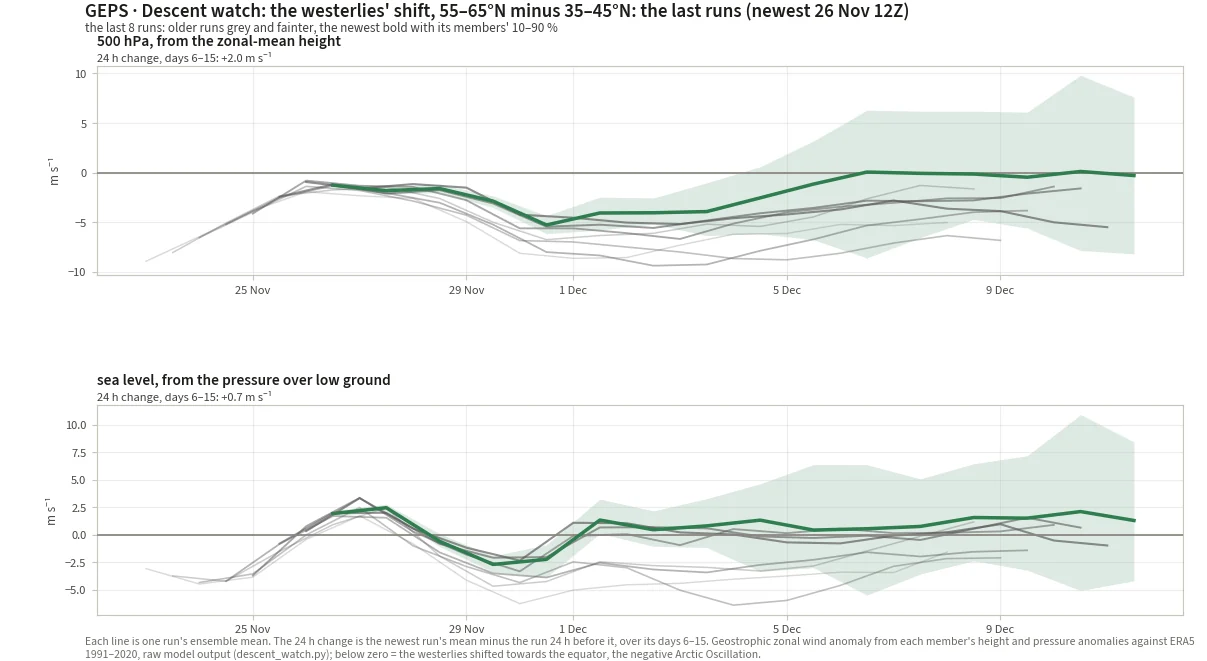 GEPS · Descent watch: the westerlies' shift, 55–65°N minus 35–45°N: the last runs (newest 26 Nov 12Z)
the last 8 runs: older runs grey and fainter, the newest bold with its members' 10–90 %
500 hPa, from the zonal-mean height
24 h change, days 6–15: +2.0 m s⁻¹
10
5
0
−5
−10
m s⁻¹
25 Nov 29 Nov 1 Dec 5 Dec 9 Dec
sea level, from the pressure over low ground
24 h change, days 6–15: +0.7 m s⁻¹
10.0
7.5
5.0
2.5
0.0
−2.5
−5.0
m s⁻¹
25 Nov 29 Nov 1 Dec 5 Dec 9 Dec
Each line is one run's ensemble mean. The 24 h change is the newest run's mean minus the run 24 h before it, over its days 6–15. Geostrophic zonal wind anomaly from each member's height and pressure anomalies against ERA5
1991–2020, raw model output (descent_watch.py); below zero = the westerlies shifted towards the equator, the negative Arctic Oscillation.